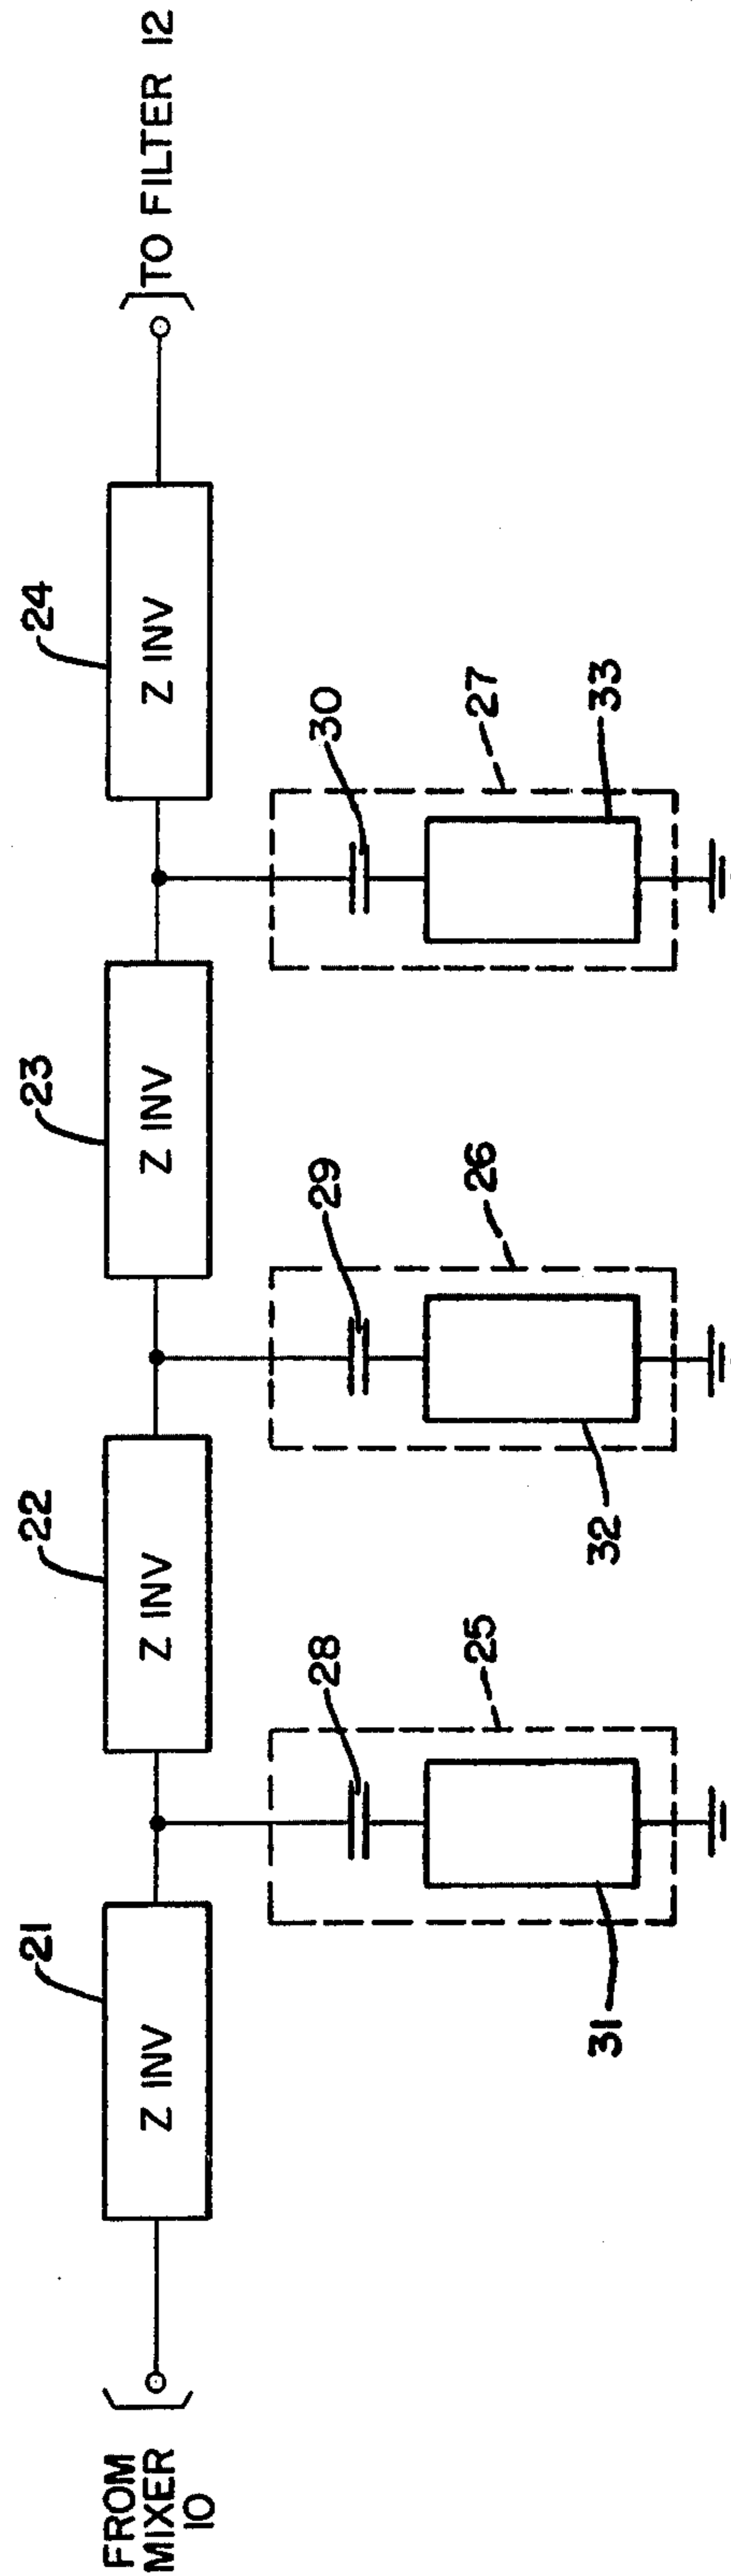 FROM
MIXER
10
21
Z INV
22
Z INV
23
Z INV
24
Z INV
TO FILTER 12
28
25
31
29
26
32
30
27
33